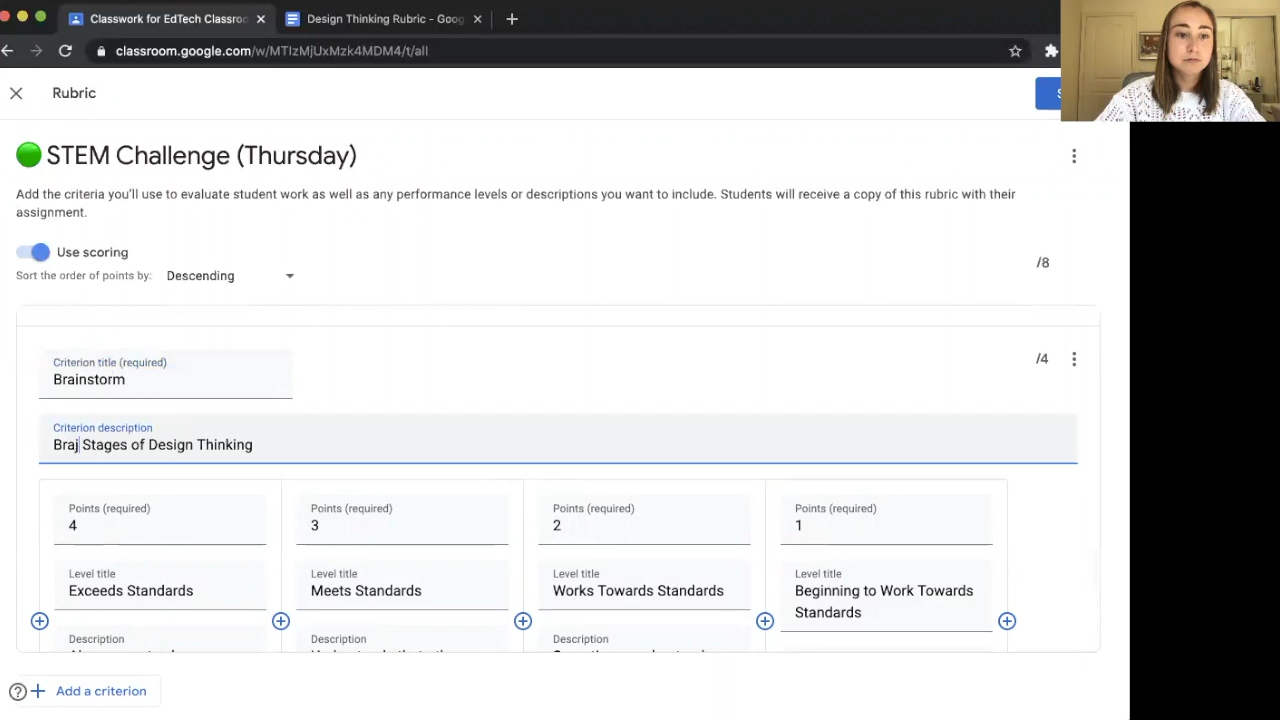 Classwork for EdTech Classroo
Design Thinking Rubric - Goog
classroom.google.com/w/MTIzMjUxMzk4MDM4/t/all
Rubric
STEM Challenge (Thursday)
Add the criteria you'll use to evaluate student work as well as any performance levels or descriptions you want to include. Students will receive a copy of this rubric with their
assignment.
Use scoring
Sort the order of points by: Descending
/8
Criterion title (required)
Brainstorm
/4
Criterion description
Braj Stages of Design Thinking
Points (required) Points (required) Points (required) Points (required)
4 3 2 1
Level title Level title Level title Level title
Exceeds Standards Meets Standards Works Towards Standards Beginning to Work Towards
Standards
Description Description Description
Add a criterion